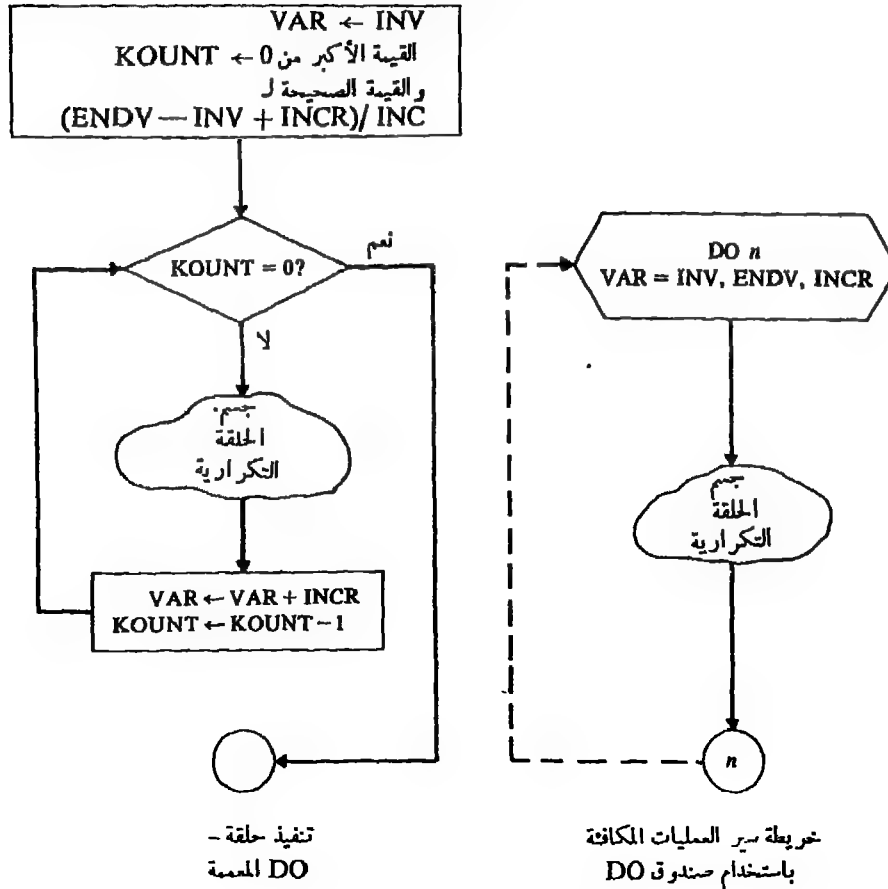 VAR ← INV
KOUNT ← 0 القيمة الأكبر من
والقيمة الصحيحة لـ
(ENDV — INV + INCR)/ INC
KOUNT = 0?
نعم
لا
جسم
الحلقة
التكرارية
VAR ← VAR + INCR
KOUNT ← KOUNT − 1
تنفيذ حلقة –
DO المعممة
DO n
VAR = INV, ENDV, INCR
جسم
الحلقة
التكرارية
n
خريطة سير العمليات المكافئة
باستخدام صندوق DO